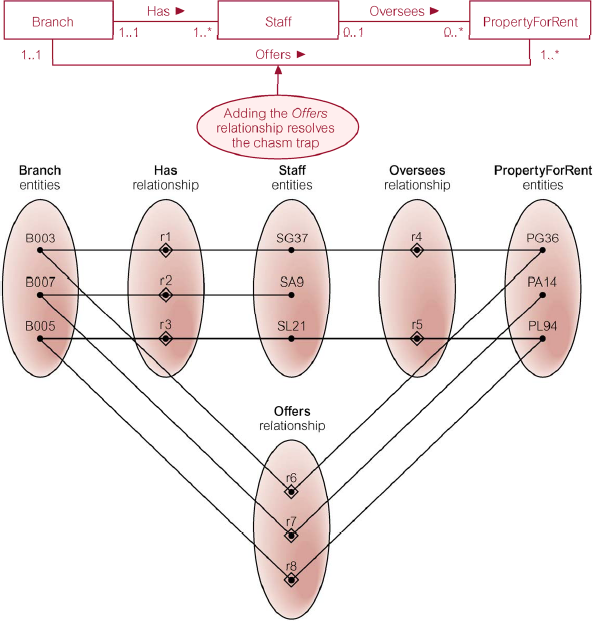 Has ►
Oversees ►
Branch
Staff
PropertyForRent
1..1
1..*
0..1
0..*
1..1
Offers ►
1..*
Adding the Offers
relationship resolves
the chasm trap
Branch
entities
Has
relationship
Staff
entities
Oversees
relationship
PropertyForRent
entities
B003
r1
SG37
r4
PG36
B007
r2
SA9
PA14
B005
r3
SL21
r5
PL94
Offers
relationship
r6
r7
r8